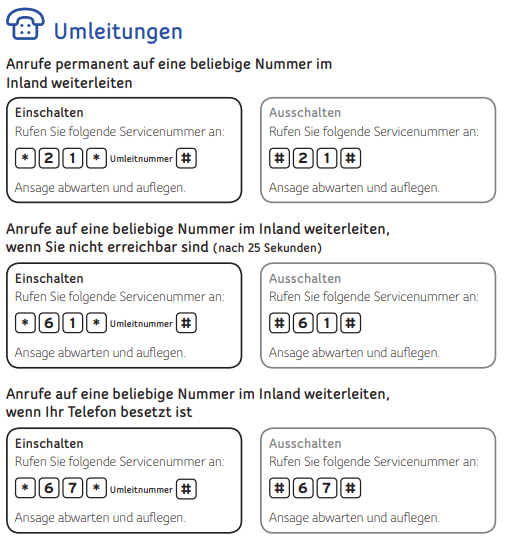 Umleitungen
Anrufe permanent auf eine beliebige Nummer im
Inland weiterleiten
Einschalten
Rufen Sie folgende Servicenummer an:
* 2 1 * Umleitnummer #
Ansage abwarten und auflegen.
Ausschalten
Rufen Sie folgende Servicenummer an:
# 2 1 #
Ansage abwarten und auflegen.
Anrufe auf eine beliebige Nummer im Inland weiterleiten,
wenn Sie nicht erreichbar sind (nach 25 Sekunden)
Einschalten
Rufen Sie folgende Servicenummer an:
* 6 1 * Umleitnummer #
Ansage abwarten und auflegen.
Ausschalten
Rufen Sie folgende Servicenummer an:
# 6 1 #
Ansage abwarten und auflegen.
Anrufe auf eine beliebige Nummer im Inland weiterleiten,
wenn Ihr Telefon besetzt ist
Einschalten
Rufen Sie folgende Servicenummer an:
* 6 7 * Umleitnummer #
Ansage abwarten und auflegen.
Ausschalten
Rufen Sie folgende Servicenummer an:
# 6 7 #
Ansage abwarten und auflegen.